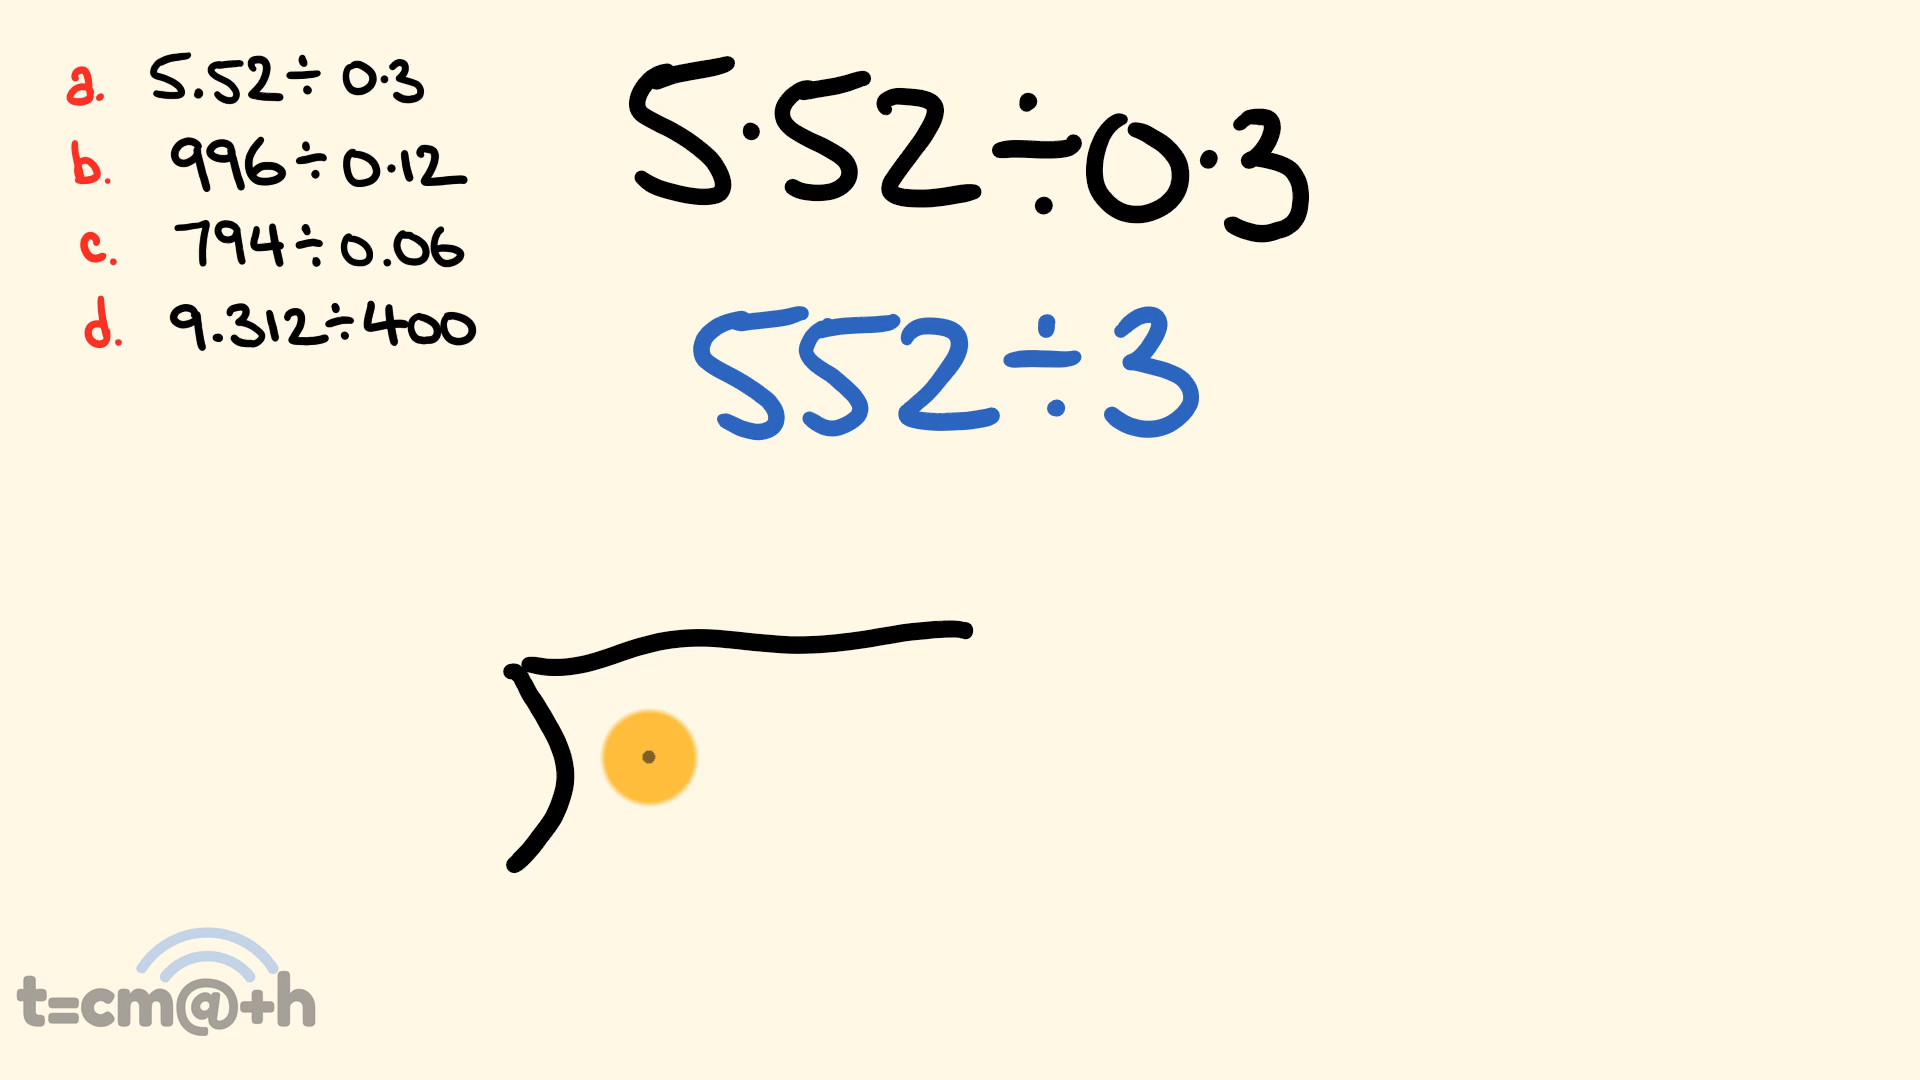 a. 5.52 ÷ 0.3
b. 996 ÷ 0.12
c. 794 ÷ 0.06
d. 9.312 ÷ 400
5.52 ÷ 0.3
552 ÷ 3
t=cm@+h